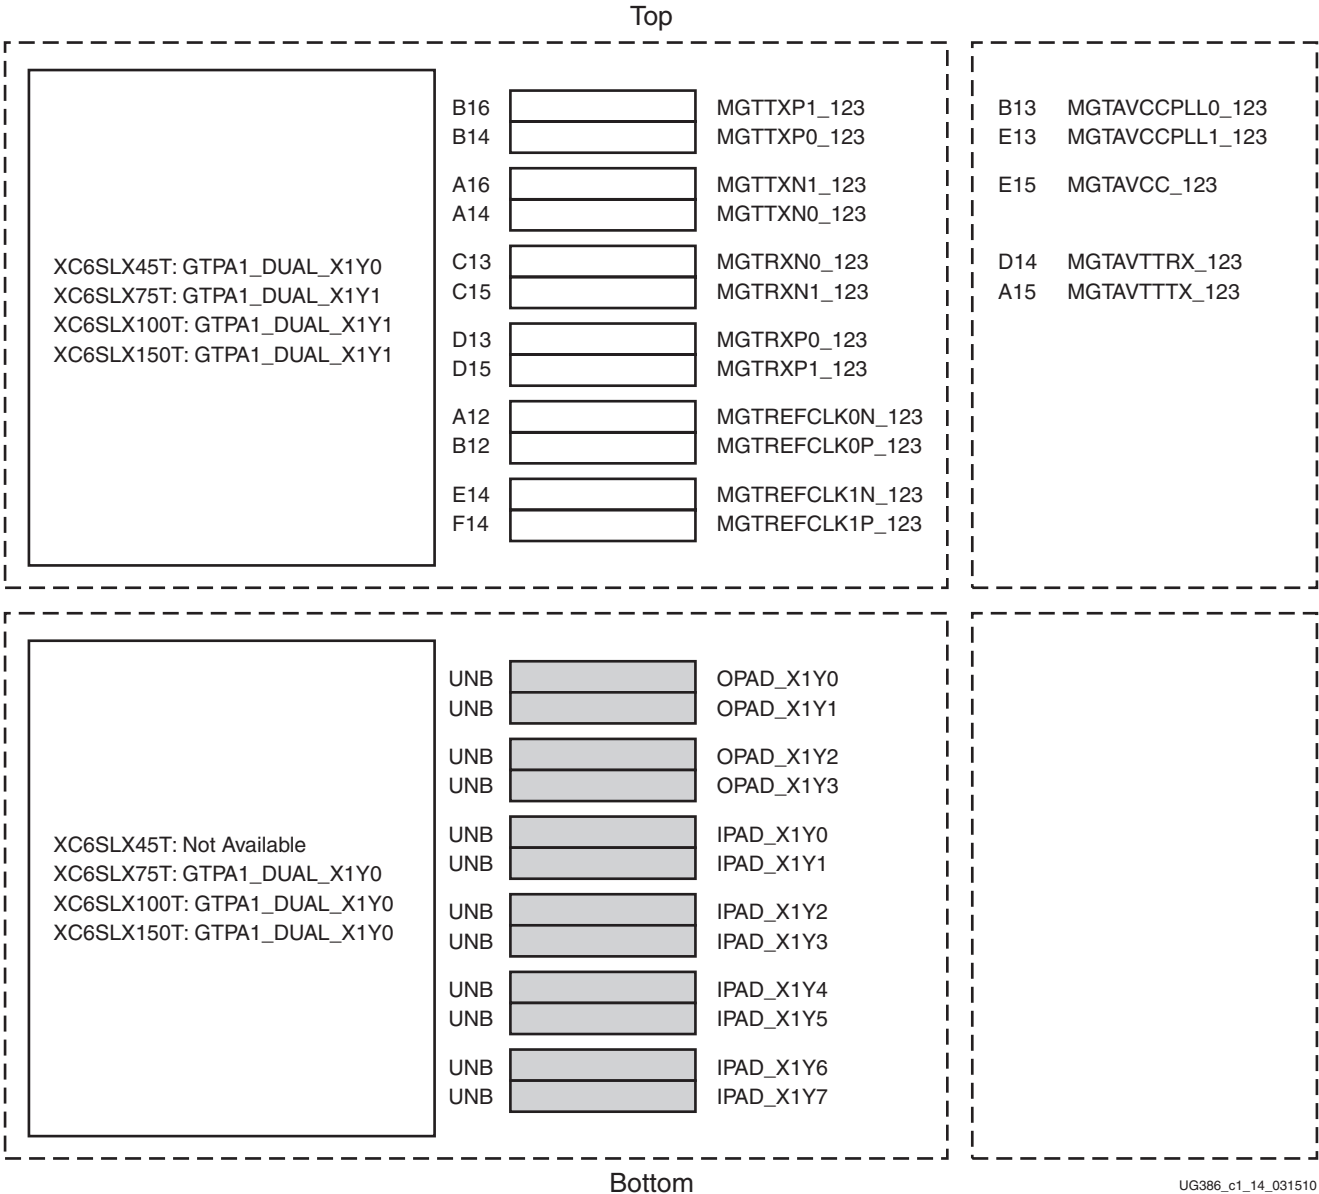 Top
XC6SLX45T: GTPA1_DUAL_X1Y0
XC6SLX75T: GTPA1_DUAL_X1Y1
XC6SLX100T: GTPA1_DUAL_X1Y1
XC6SLX150T: GTPA1_DUAL_X1Y1
B16 MGTTXP1_123
B14 MGTTXP0_123
A16 MGTTXN1_123
A14 MGTTXN0_123
C13 MGTRXN0_123
C15 MGTRXN1_123
D13 MGTRXP0_123
D15 MGTRXP1_123
A12 MGTREFCLK0N_123
B12 MGTREFCLK0P_123
E14 MGTREFCLK1N_123
F14 MGTREFCLK1P_123
B13 MGTAVCCPLL0_123
E13 MGTAVCCPLL1_123
E15 MGTAVCC_123
D14 MGTAVTTRX_123
A15 MGTAVTTTX_123
XC6SLX45T: Not Available
XC6SLX75T: GTPA1_DUAL_X1Y0
XC6SLX100T: GTPA1_DUAL_X1Y0
XC6SLX150T: GTPA1_DUAL_X1Y0
UNB OPAD_X1Y0
UNB OPAD_X1Y1
UNB OPAD_X1Y2
UNB OPAD_X1Y3
UNB IPAD_X1Y0
UNB IPAD_X1Y1
UNB IPAD_X1Y2
UNB IPAD_X1Y3
UNB IPAD_X1Y4
UNB IPAD_X1Y5
UNB IPAD_X1Y6
UNB IPAD_X1Y7
Bottom
UG386_c1_14_031510